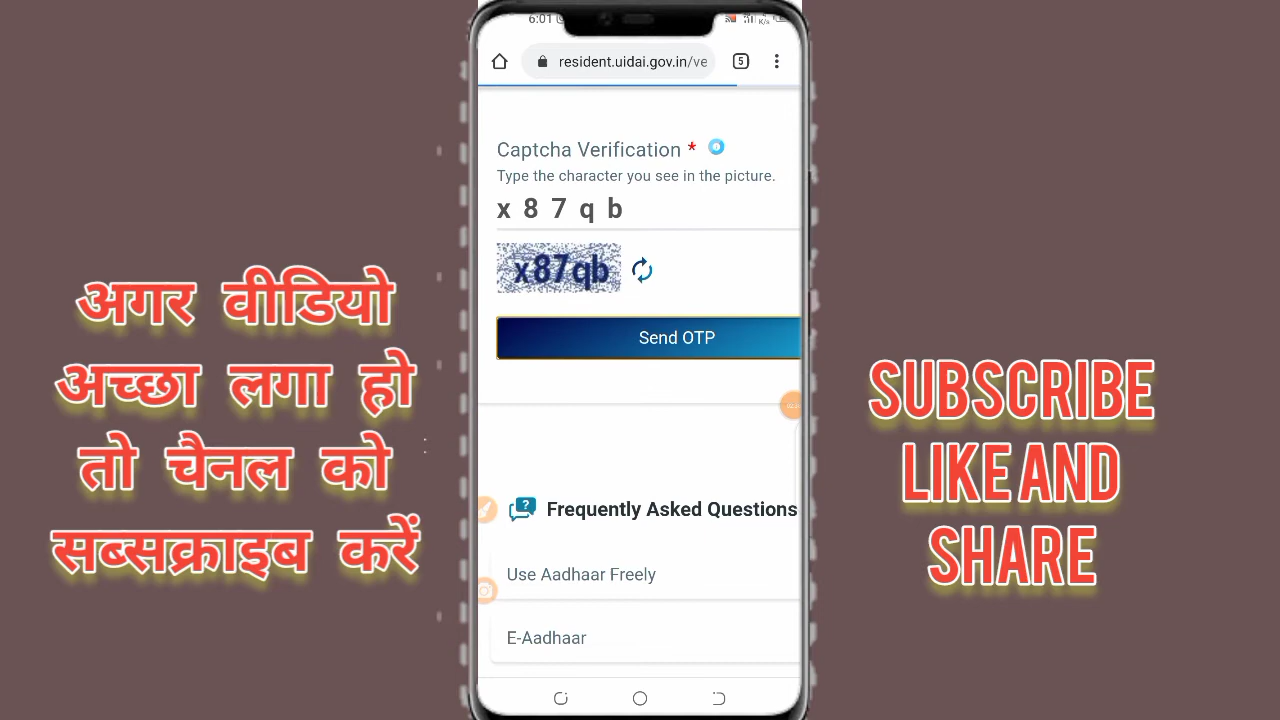 6:01
K/s
resident.uidai.gov.in/ve
5
Captcha Verification *
Type the character you see in the picture.
x 8 7 q b
x87qb
Send OTP
Frequently Asked Questions
Use Aadhaar Freely
E-Aadhaar
अगर वीडियो
अच्छा लगा हो
तो चैनल को
सब्सक्राइब करें
SUBSCRIBE
LIKE AND
SHARE